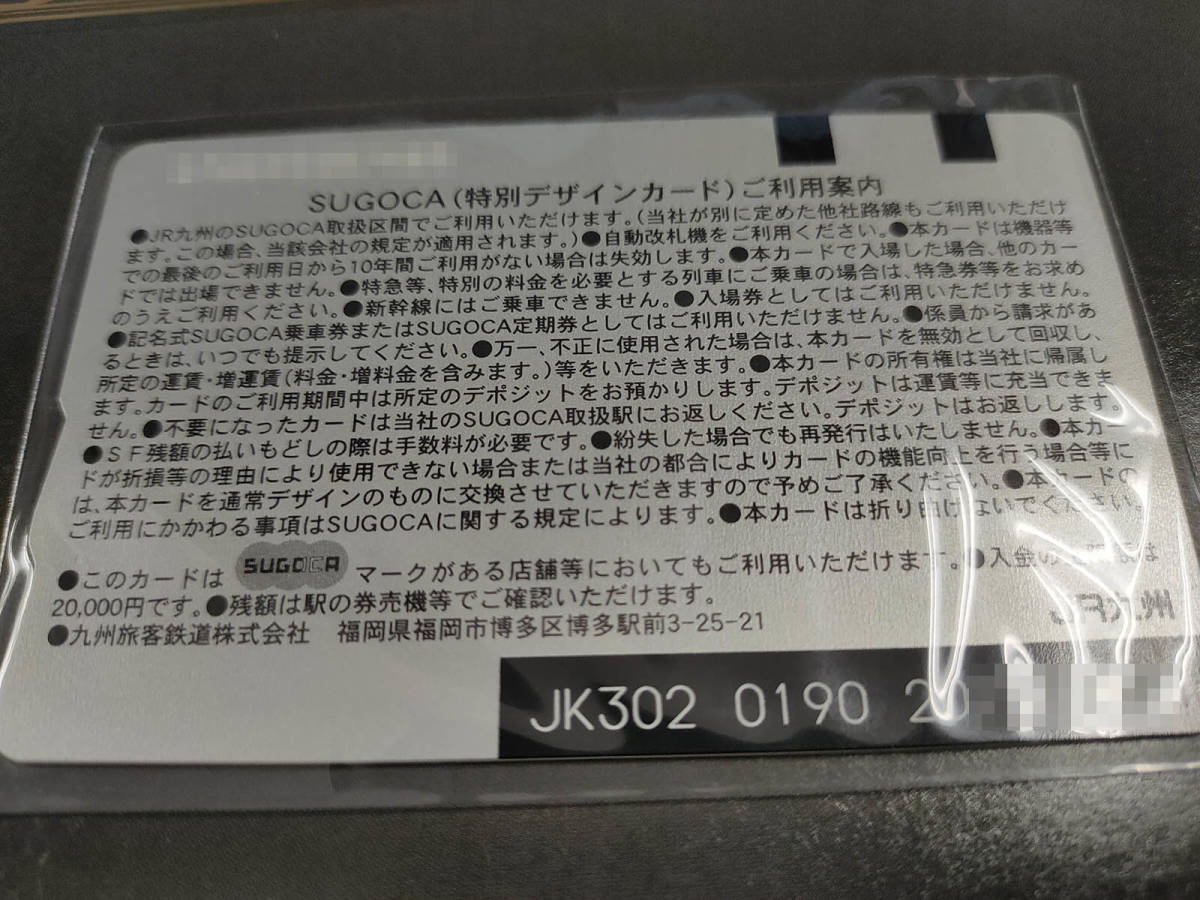 SUGOCA(特別デザインカード)ご利用案内
●JR九州のSUGOCA取扱区間でご利用いただけます。(当社が別に定めた他社路線もご利用いただけ
ます。この場合、当該会社の規定が適用されます。)●自動改札機をご利用ください。●本カードは機器等
での最後のご利用日から10年間ご利用がない場合は失効します。●本カードで入場した場合、他のカー
ドでは出場できません。●特急等、特別の料金を必要とする列車にご乗車の場合は、特急券等をお求め
のうえご利用ください。●新幹線にはご乗車できません。●入場券としてはご利用いただけません。
●記名式SUGOCA乗車券またはSUGOCA定期券としてはご利用いただけません。●係員から請求があ
るときは、いつでも提示してください。●万一、不正に使用された場合は、本カードを無効として回収し、
所定の運賃・増運賃(料金・増料金を含みます。)等をいただきます。●本カードの所有権は当社に帰属し
ます。カードのご利用期間中は所定のデポジットをお預かりします。デポジットは運賃等に充当できま
せん。●不要になったカードは当社のSUGOCA取扱駅にお返しください。デポジットはお返しします。
●SF残額の払いもどしの際は手数料が必要です。●紛失した場合でも再発行はいたしません。●本カー
ドが折損等の理由により使用できない場合または当社の都合によりカードの機能向上を行う場合等に
は、本カードを通常デザインのものに交換させていただきますので予めご了承ください。●本カードの
ご利用にかかわる事項はSUGOCAに関する規定によります。●本カードは折り曲げないでください。
●このカードは SUGOCA マークがある店舗等においてもご利用いただけます。●入金の
20,000円です。●残額は駅の券売機等でご確認いただけます。
●九州旅客鉄道株式会社 福岡県福岡市博多区博多駅前3-25-21
JK302 0190 20